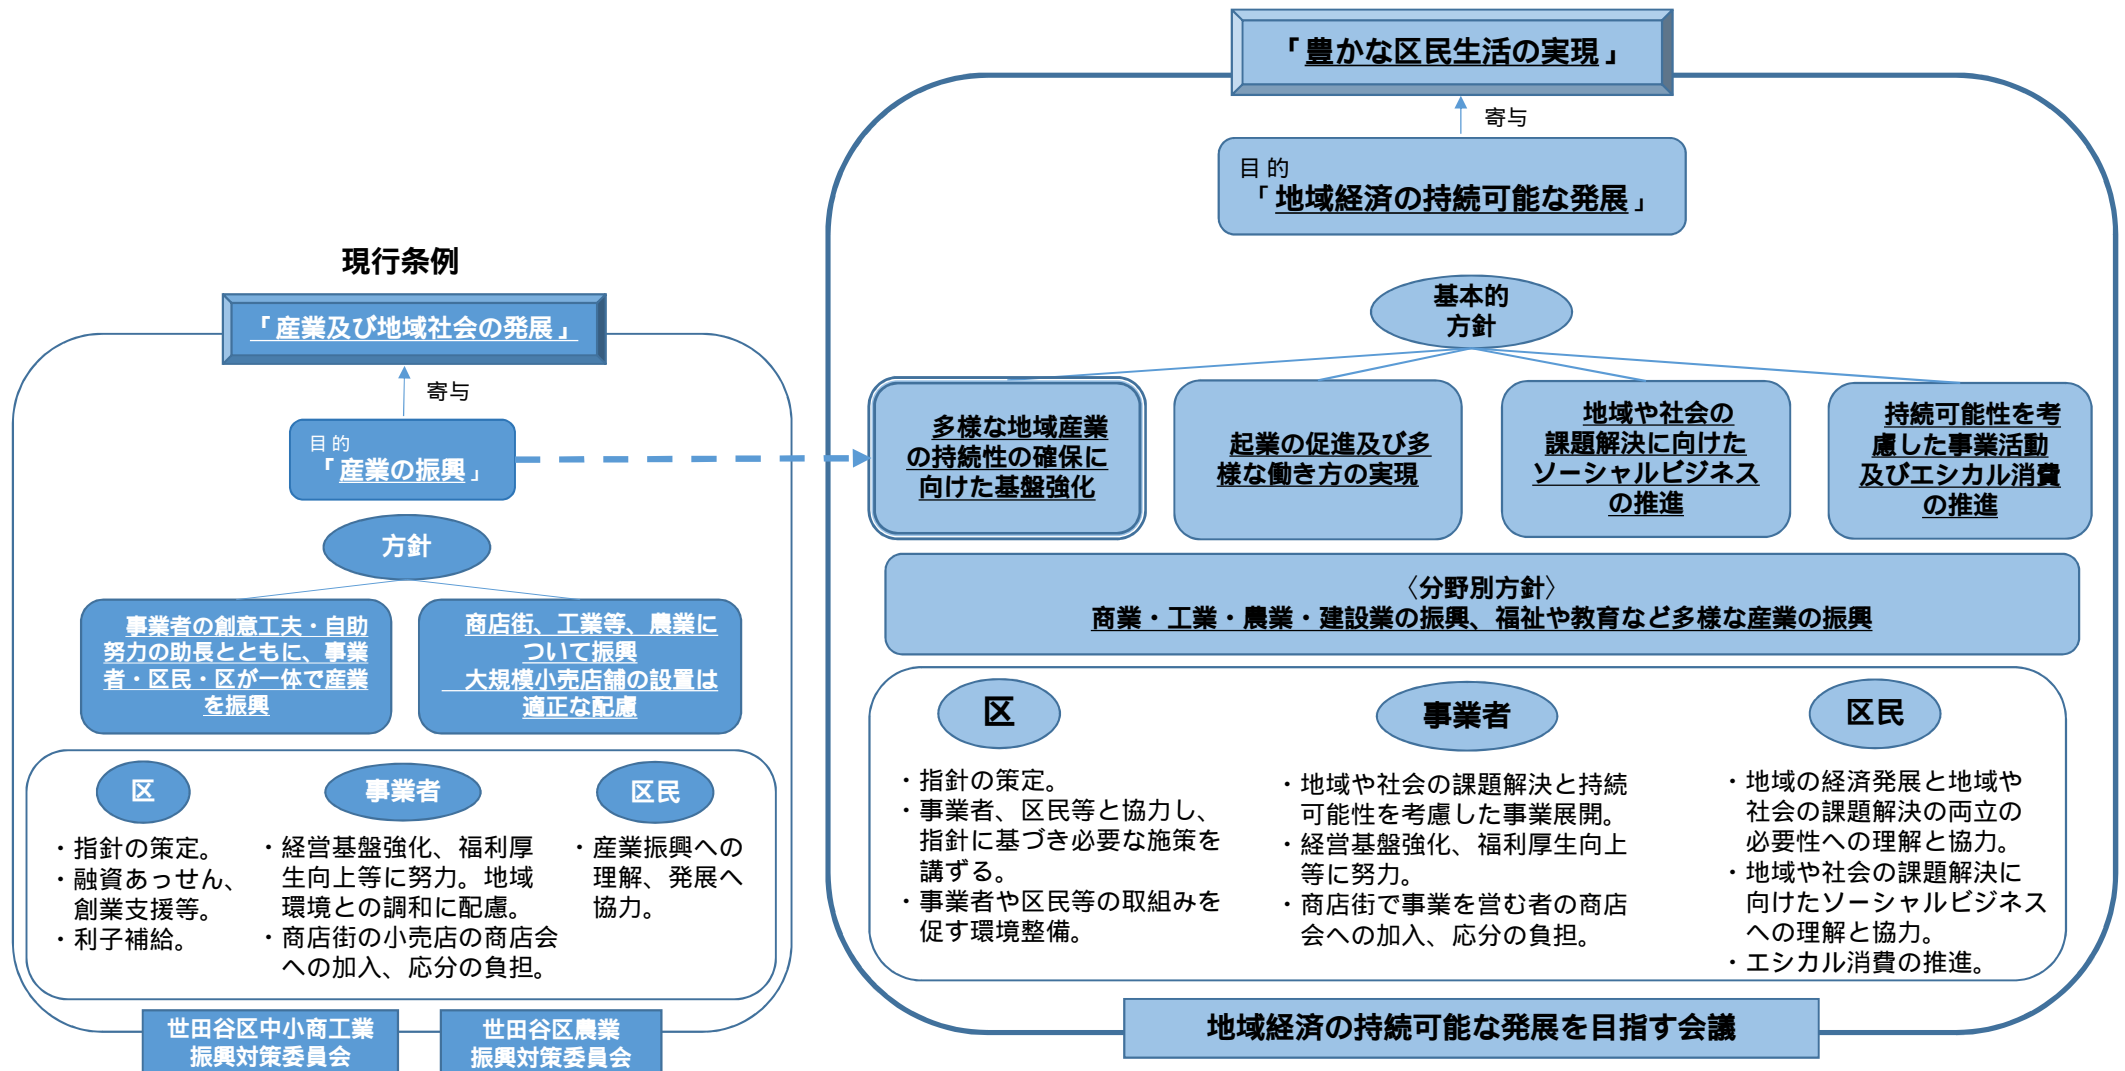 現行条例
「産業及び地域社会の発展」
寄与
目的
「産業の振興」
方針
事業者の創意工夫・自助
努力の助長とともに、事業
者・区民・区が一体で産業
を振興
商店街、工業等、農業に
ついて振興
大規模小売店舗の設置は
適正な配慮
区
・指針の策定。
・融資あっせん、
創業支援等。
・利子補給。
事業者
・経営基盤強化、福利厚
生向上等に努力。地域
環境との調和に配慮。
・商店街の小売店の商店会
への加入、応分の負担。
区民
・産業振興への
理解、発展へ
協力。
世田谷区中小商工業
振興対策委員会
世田谷区農業
振興対策委員会
「豊かな区民生活の実現」
寄与
目的
「地域経済の持続可能な発展」
基本的
方針
多様な地域産業
の持続性の確保に
向けた基盤強化
起業の促進及び多
様な働き方の実現
地域や社会の
課題解決に向けた
ソーシャルビジネス
の推進
持続可能性を考
慮した事業活動
及びエシカル消費
の推進
〈分野別方針〉
商業・工業・農業・建設業の振興、福祉や教育など多様な産業の振興
区
・指針の策定。
・事業者、区民等と協力し、
指針に基づき必要な施策を
講ずる。
・事業者や区民等の取組みを
促す環境整備。
事業者
・地域や社会の課題解決と持続
可能性を考慮した事業展開。
・経営基盤強化、福利厚生向上
等に努力。
・商店街で事業を営む者の商店
会への加入、応分の負担。
区民
・地域の経済発展と地域や
社会の課題解決の両立の
必要性への理解と協力。
・地域や社会の課題解決に
向けたソーシャルビジネス
への理解と協力。
・エシカル消費の推進。
地域経済の持続可能な発展を目指す会議